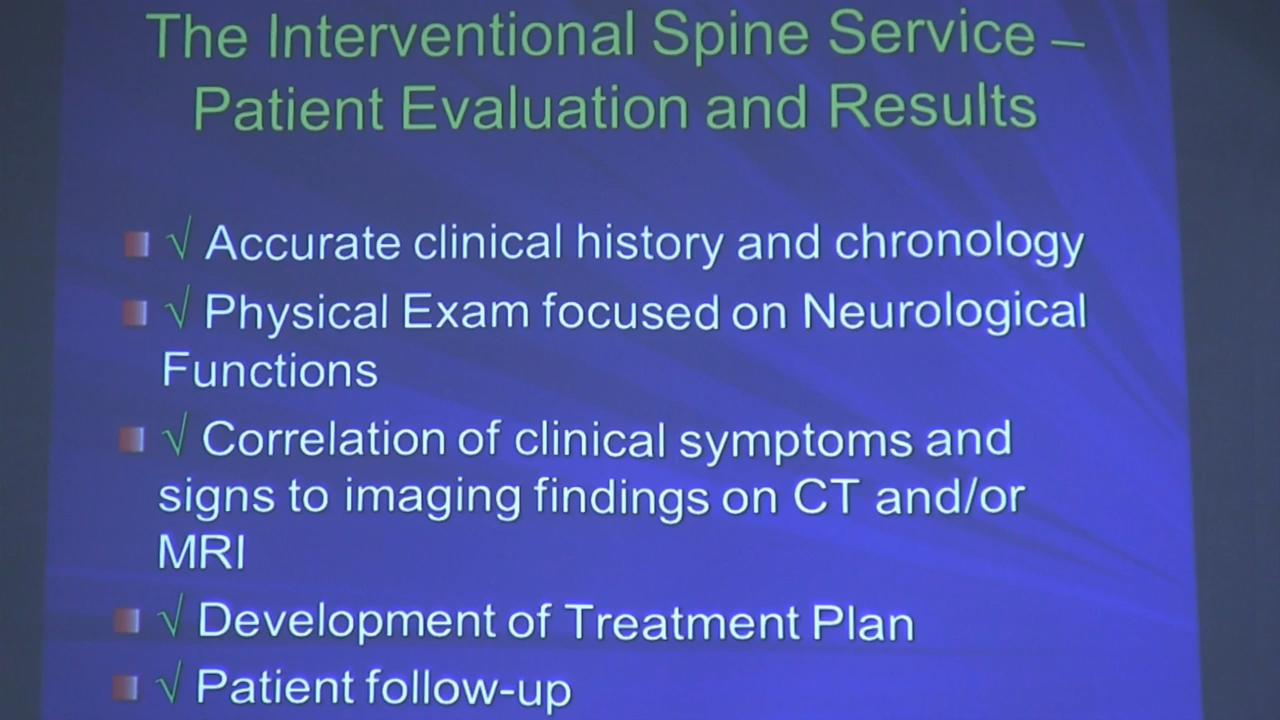 The Interventional Spine Service –
Patient Evaluation and Results
√ Accurate clinical history and chronology
√ Physical Exam focused on Neurological
Functions
√ Correlation of clinical symptoms and
signs to imaging findings on CT and/or
MRI
√ Development of Treatment Plan
√ Patient follow-up